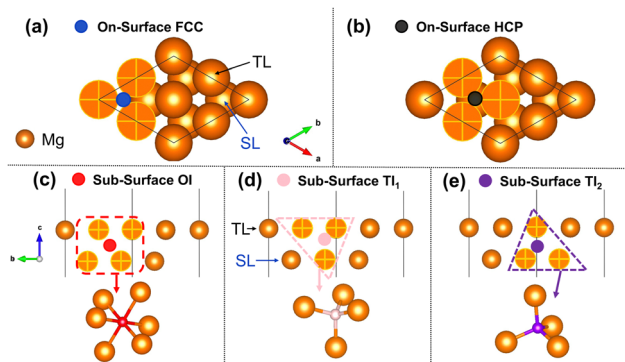 (a) On-Surface FCC
TL
SL
Mg
b
a
(b) On-Surface HCP
(c) Sub-Surface OI
c
b
(d) Sub-Surface TI₁
TL
SL
(e) Sub-Surface TI₂